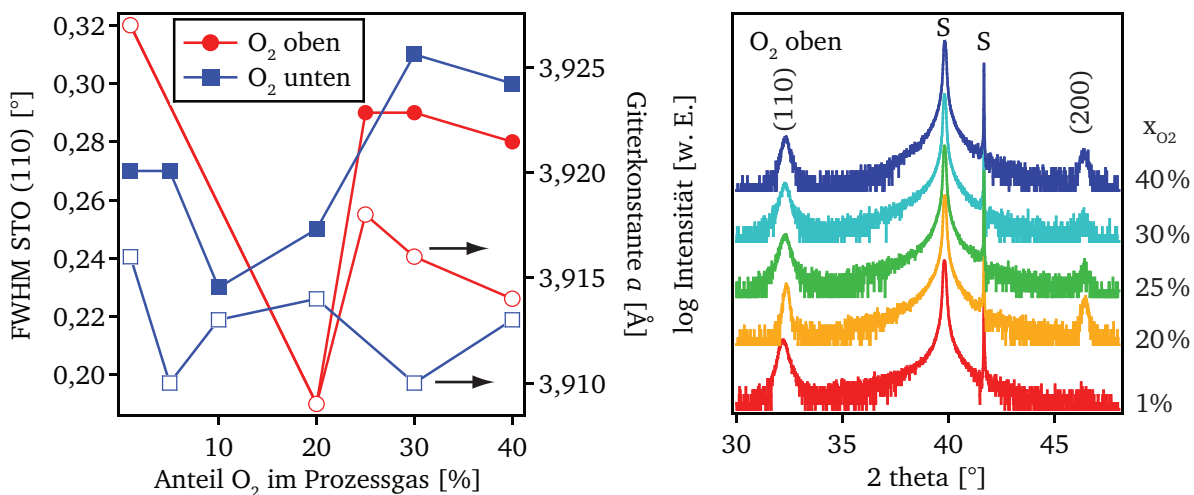 FWHM STO (110) [°]
0,32
0,30
0,28
0,26
0,24
0,22
0,20
O₂ oben
O₂ unten
10
20
30
40
Anteil O₂ im Prozessgas [%]
3,925
3,920
3,915
3,910
Gitterkonstante a [Å]
log Intensität [w. E.]
O₂ oben
S
S
(110)
(200)
x_O2
40 %
30 %
25 %
20 %
1%
30
35
40
45
2 theta [°]